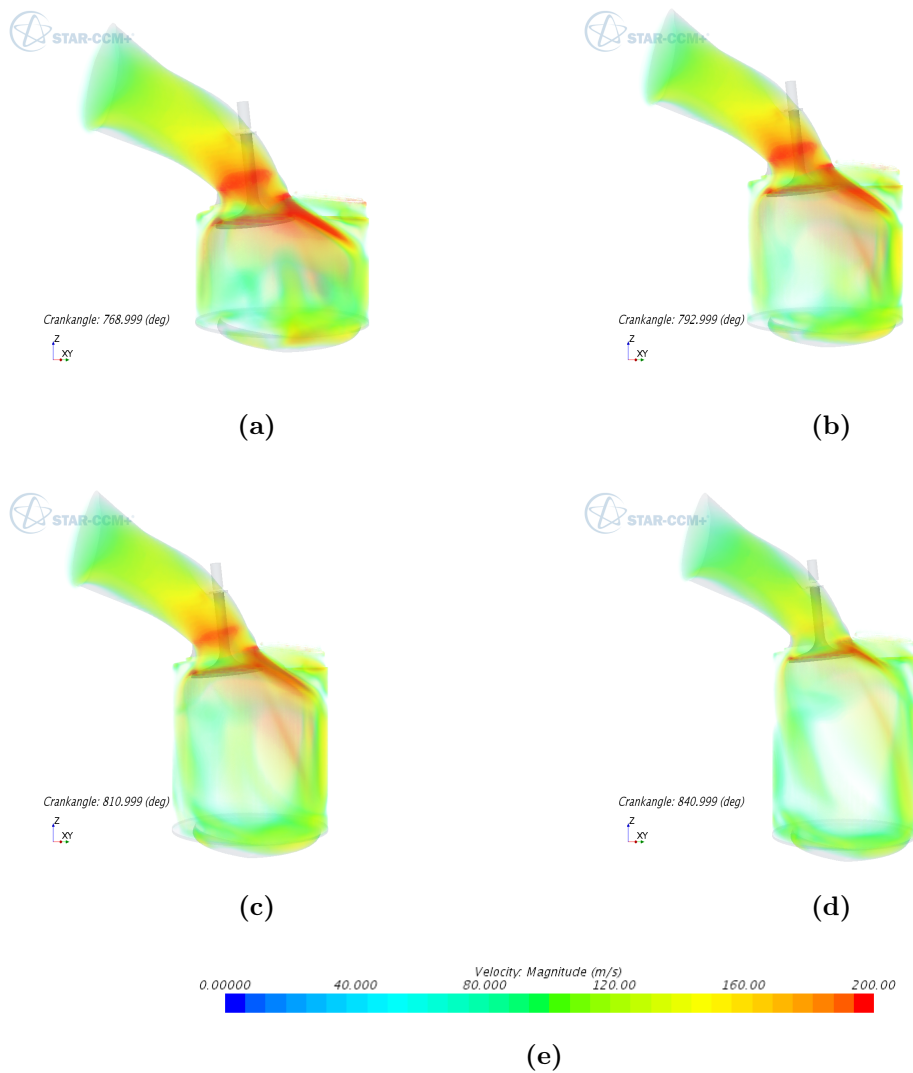 STAR-CCM+
STAR-CCM+
Crankangle: 768.999 (deg)
Z
XY
Crankangle: 792.999 (deg)
Z
XY
(a)
(b)
STAR-CCM+
STAR-CCM+
Crankangle: 810.999 (deg)
Z
XY
Crankangle: 840.999 (deg)
Z
XY
(c)
(d)
Velocity: Magnitude (m/s)
0.00000 40.000 80.000 120.00 160.00 200.00
(e)